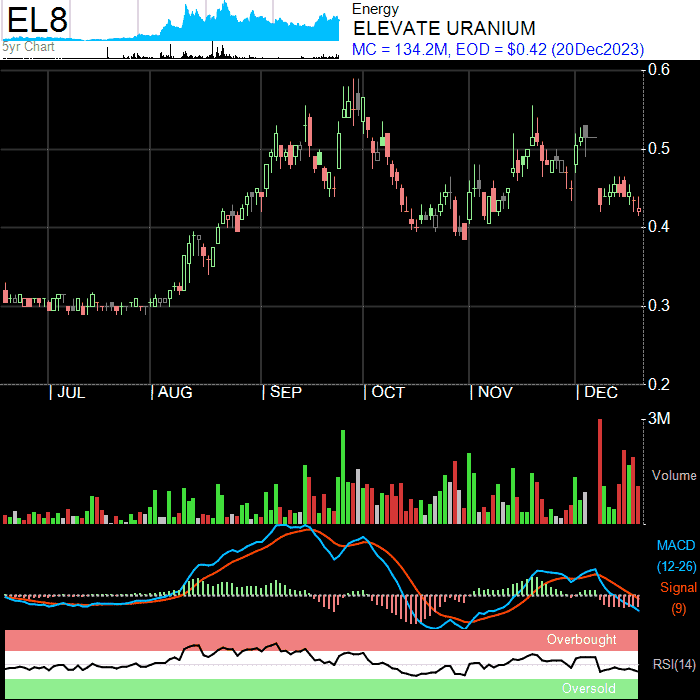 EL8
5yr Chart
Energy
ELEVATE URANIUM
MC = 134.2M, EOD = $0.42 (20Dec2023)
0.6
0.5
0.4
0.3
0.2
| JUL | AUG | SEP | OCT | NOV | DEC
3M
Volume
MACD
(12-26)
Signal
(9)
Overbought
RSI(14)
Oversold